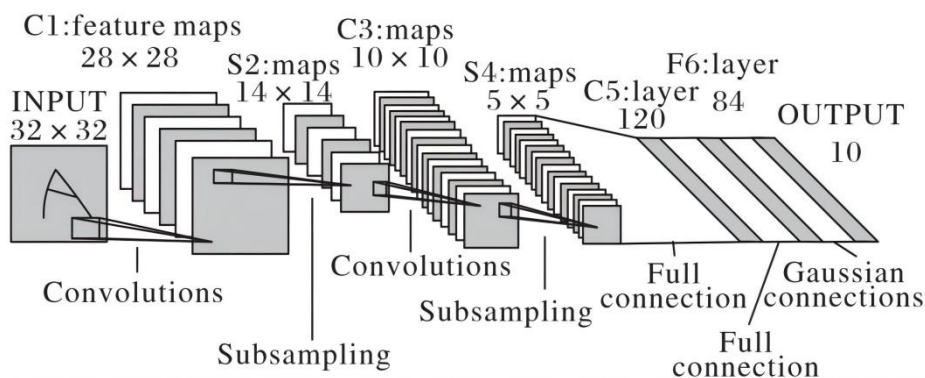 C1:feature maps
28 × 28
S2:maps
14 × 14
C3:maps
10 × 10
S4:maps
5 × 5
C5:layer
120
F6:layer
84
INPUT
32 × 32
OUTPUT
10
Convolutions
Subsampling
Convolutions
Subsampling
Full
connection
Full
connection
Gaussian
connections